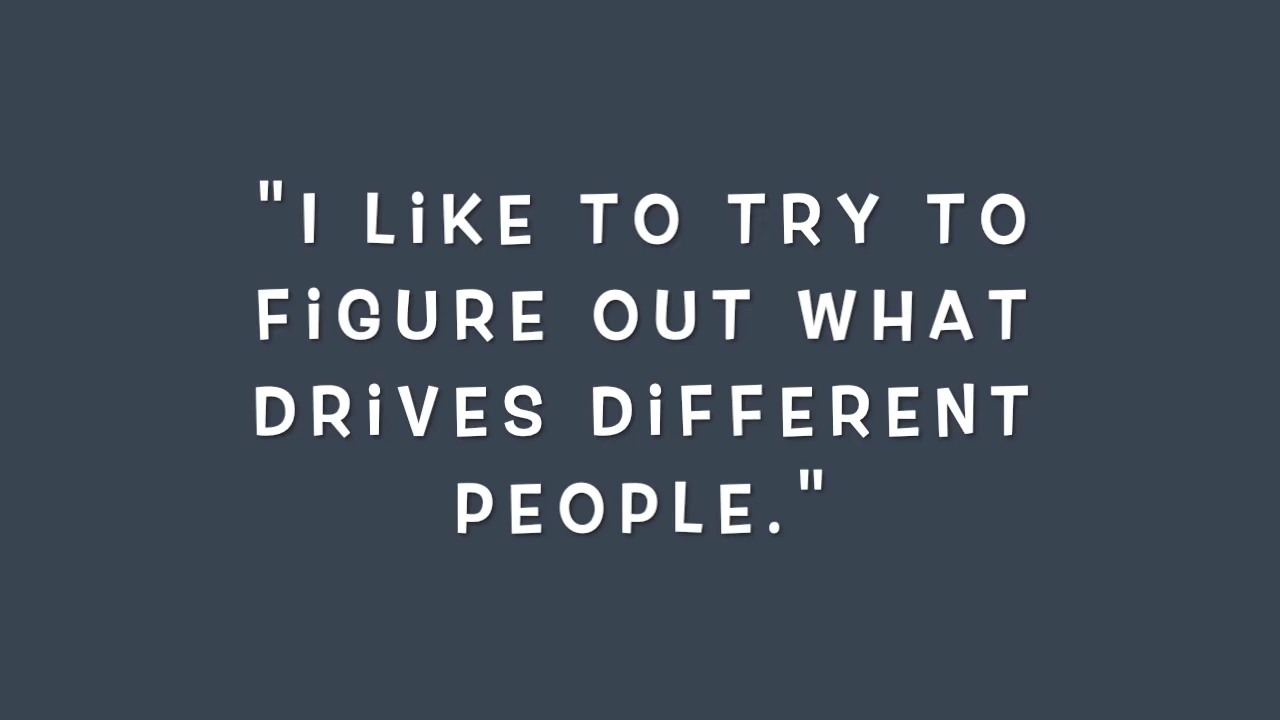 "I LiKE TO TRY TO
FiGURE OUT WHAT
DRiVES DiFFERENT
PEOPLE."